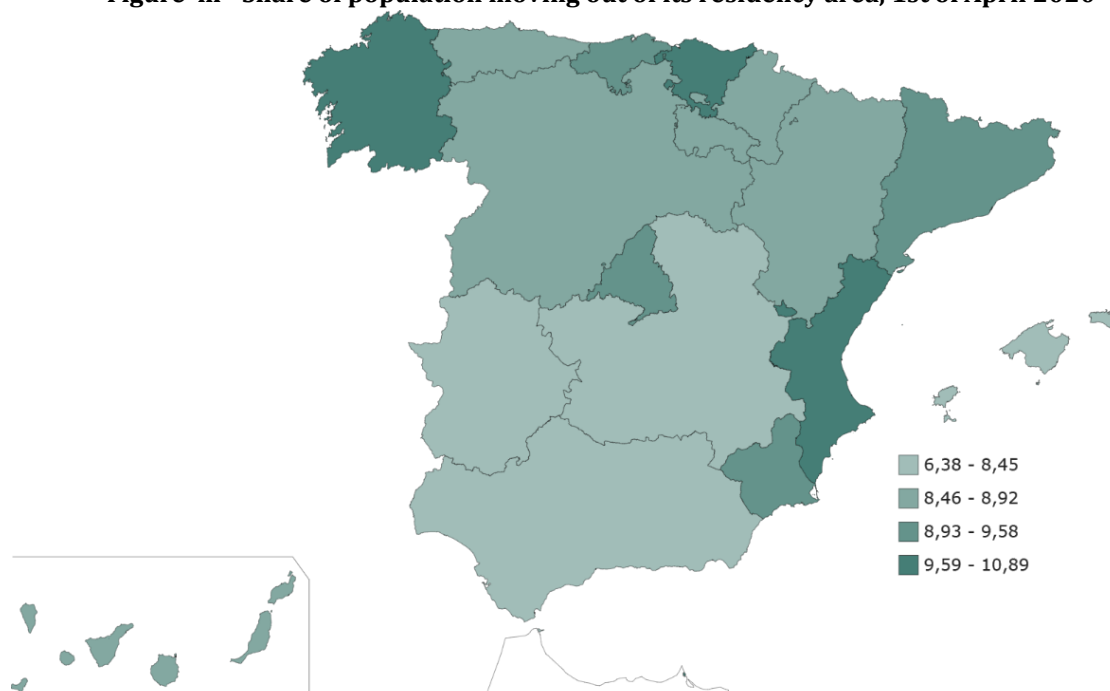 Figure Share of population moving out of its residency area, 1st of April 2020
6,38 - 8,45
8,46 - 8,92
8,93 - 9,58
9,59 - 10,89